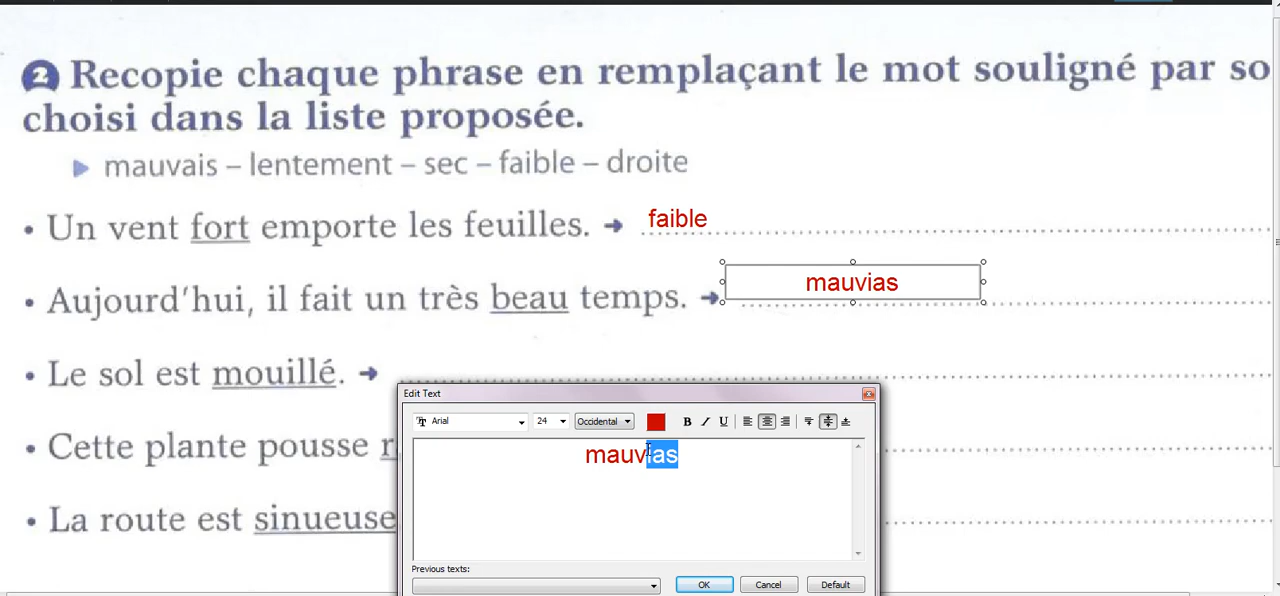 2 Recopie chaque phrase en remplaçant le mot souligné par so
choisi dans la liste proposée.
mauvais – lentement – sec – faible – droite
• Un vent fort emporte les feuilles. → faible
• Aujourd'hui, il fait un très beau temps. → mauvias
• Le sol est mouillé. →
Edit Text
Arial 24 Occidental B I U
• Cette plante pousse r
mauvias
• La route est sinueuse
Previous texts:
OK Cancel Default